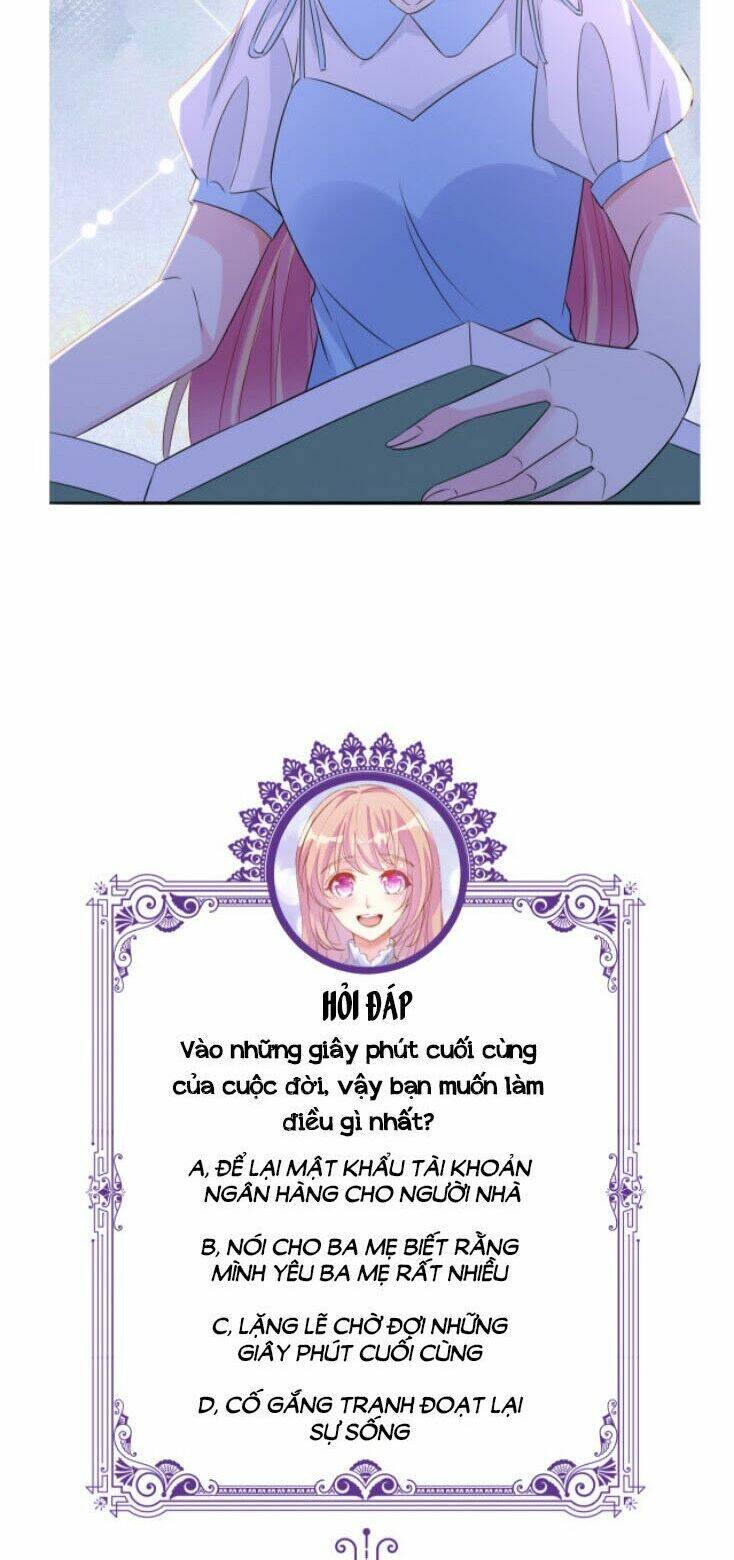 HỎI ĐÁP
Vào những giây phút cuối cùng
của cuộc đời, vậy bạn muốn làm
điều gì nhất?
A, ĐỂ LẠI MẬT KHẨU TÀI KHOẢN
NGÂN HÀNG CHO NGƯỜI NHÀ
B, NÓI CHO BA MẸ BIẾT RẰNG
MÌNH YÊU BA MẸ RẤT NHIỀU
C, LẶNG LẼ CHỜ ĐỢI NHỮNG
GIÂY PHÚT CUỐI CÙNG
D, CỐ GẮNG TRANH ĐOẠT LẠI
SỰ SỐNG